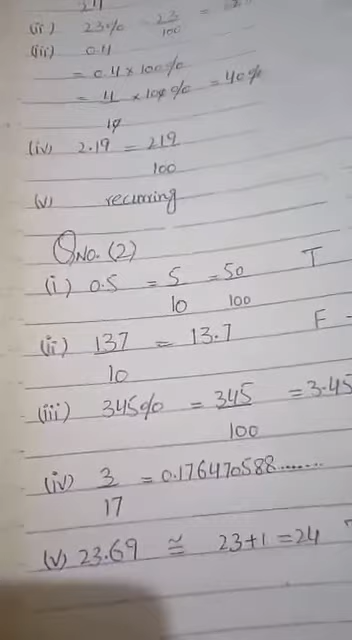 (ii) 23% = 23/100 =
(iii) 0.4
= 0.4 × 100%
= 4/10 × 100% = 40%
(iv) 2.19 = 219/100
(v) recurring
QNo. (2)
(i) 0.5 = 5/10 = 50/100 T
(ii) 137/10 = 13.7 F
(iii) 345% = 345/100 = 3.45
(iv) 3/17 = 0.176470588........
(v) 23.69 ≅ 23+1 = 24